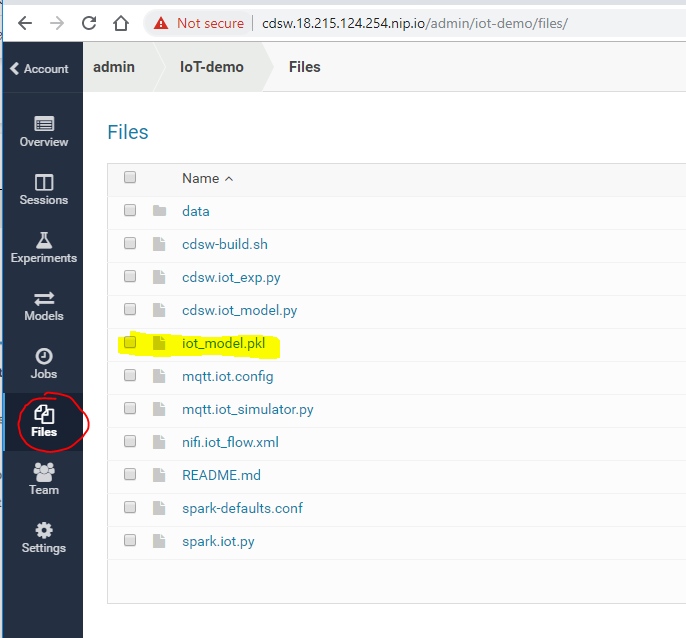 Not secure cdsw.18.215.124.254.nip.io/admin/iot-demo/files/
Account admin IoT-demo Files
Overview
Sessions
Experiments
Models
Jobs
Files
Team
Settings
Files
Name
data
cdsw-build.sh
cdsw.iot_exp.py
cdsw.iot_model.py
iot_model.pkl
mqtt.iot.config
mqtt.iot_simulator.py
nifi.iot_flow.xml
README.md
spark-defaults.conf
spark.iot.py